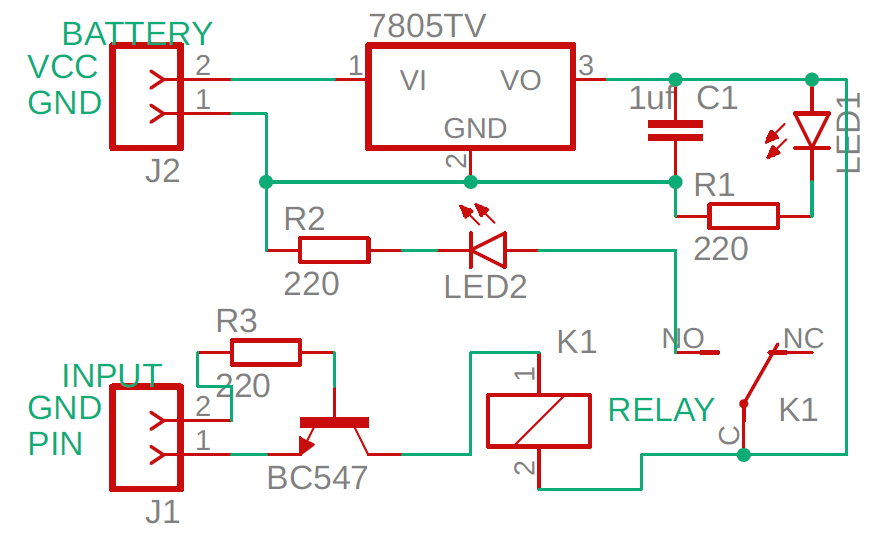 BATTERY
VCC
GND
2
1
J2
7805TV
1
VI
VO
3
GND
2
1uf
C1
LED1
R1
220
R2
220
LED2
R3
220
INPUT
GND
PIN
2
1
J1
BC547
K1
1
2
RELAY
NO
NC
C
K1